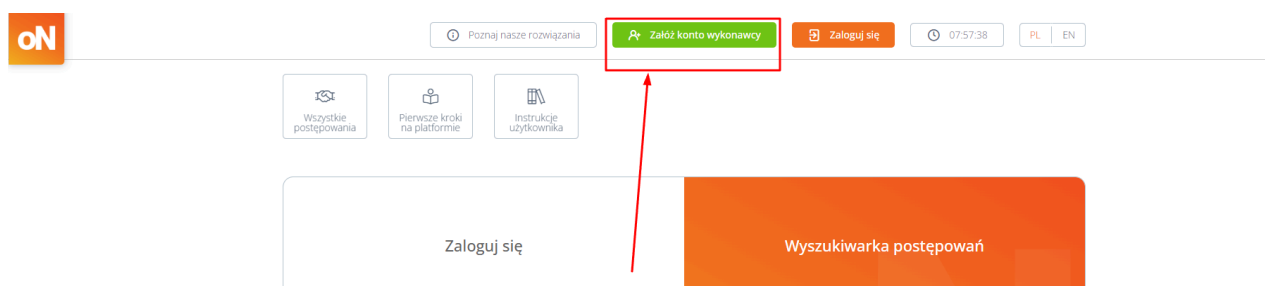 oN
Poznaj nasze rozwiązania
Załóż konto wykonawcy
Zaloguj się
07:57:38
PL | EN
Wszystkie
postępowania
Pierwsze kroki
na platformie
Instrukcje
użytkownika
Zaloguj się
Wyszukiwarka postępowań